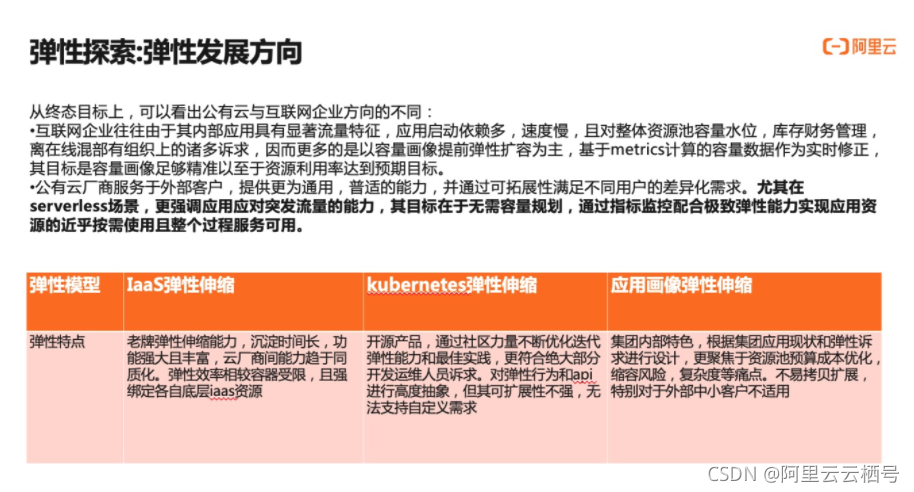 弹性探索:弹性发展方向
阿里云
从终态目标上，可以看出公有云与互联网企业方向的不同：
•互联网企业往往由于其内部应用具有显著流量特征，应用启动依赖多，速度慢，且对整体资源池容量水位，库存财务管理，
离在线混部有组织上的诸多诉求，因而更多的是以容量画像提前弹性扩容为主，基于metrics计算的容量数据作为实时修正，
其目标是容量画像足够精准以至于资源利用率达到预期目标。
•公有云厂商服务于外部客户，提供更为通用，普适的能力，并通过可拓展性满足不同用户的差异化需求。尤其在
serverless场景，更强调应用应对突发流量的能力，其目标在于无需容量规划，通过指标监控配合极致弹性能力实现应用资
源的近乎按需使用且整个过程服务可用。
弹性模型
IaaS弹性伸缩
kubernetes弹性伸缩
应用画像弹性伸缩
弹性特点
老牌弹性伸缩能力，沉淀时间长，功
能强大且丰富，云厂商间能力趋于同
质化。弹性效率相较容器受限，且强
绑定各自底层iaas资源
开源产品，通过社区力量不断优化迭代
弹性能力和最佳实践，更符合绝大部分
开发运维人员诉求。对弹性行为和api
进行高度抽象，但其可扩展性不强，无
法支持自定义需求
集团内部特色，根据集团应用现状和弹性诉
求进行设计，更聚焦于资源池预算成本优化，
缩容风险，复杂度等痛点。不易拷贝扩展，
特别对于外部中小客户不适用
CSDN @阿里云云栖号